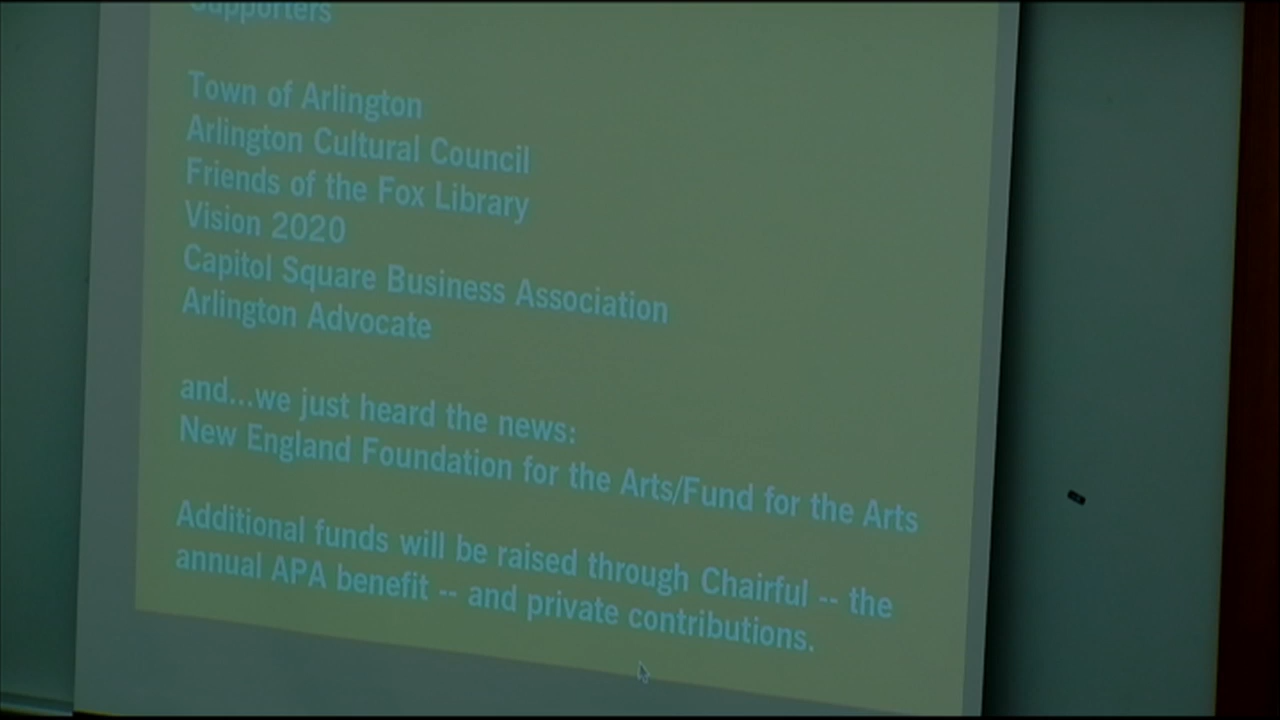 Supporters
Town of Arlington
Arlington Cultural Council
Friends of the Fox Library
Vision 2020
Capitol Square Business Association
Arlington Advocate
and...we just heard the news:
New England Foundation for the Arts/Fund for the Arts
Additional funds will be raised through Chairful -- the
annual APA benefit -- and private contributions.